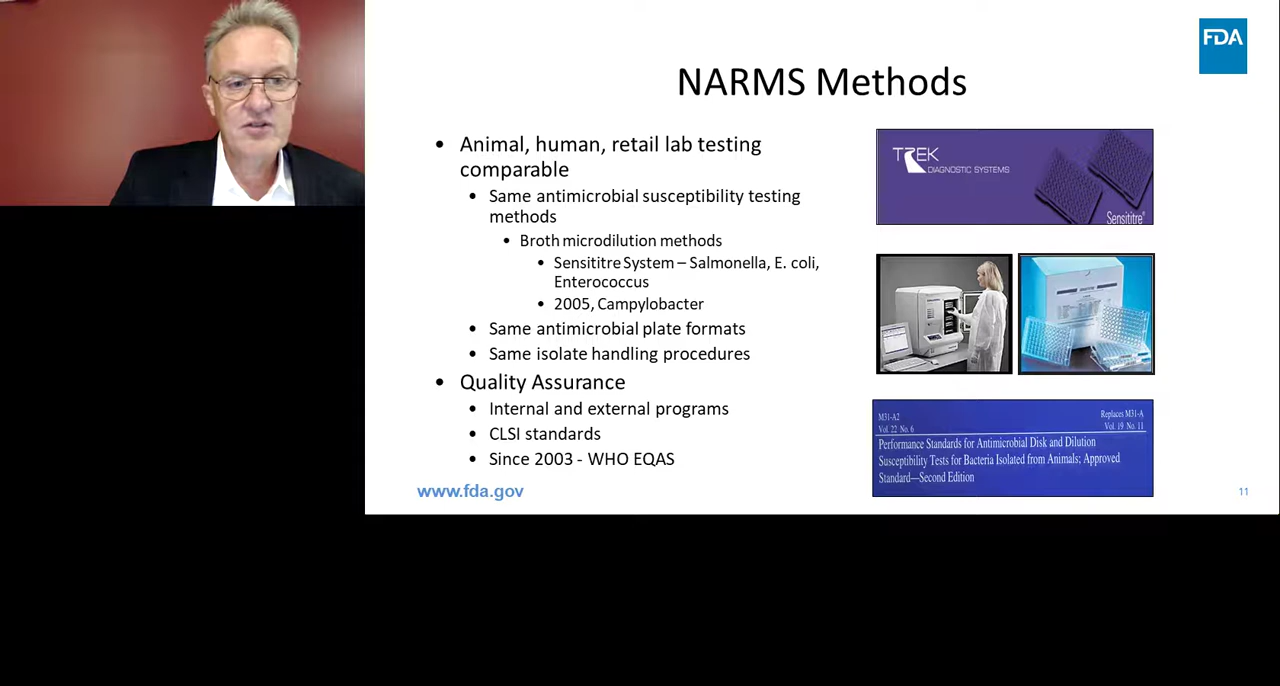 FDA
NARMS Methods
• Animal, human, retail lab testing
comparable
• Same antimicrobial susceptibility testing
methods
• Broth microdilution methods
• Sensititre System – Salmonella, E. coli,
Enterococcus
• 2005, Campylobacter
• Same antimicrobial plate formats
• Same isolate handling procedures
• Quality Assurance
• Internal and external programs
• CLSI standards
• Since 2003 - WHO EQAS
TREK
DIAGNOSTIC SYSTEMS
Sensititre®
M31-A2
Vol. 22 No. 6
Replaces M31-A
Vol. 19 No. 11
Performance Standards for Antimicrobial Disk and Dilution
Susceptibility Tests for Bacteria Isolated from Animals; Approved
Standard—Second Edition
www.fda.gov
11